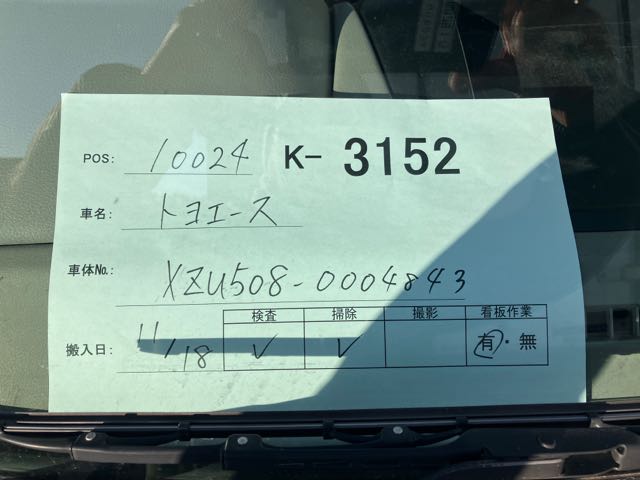 POS: 10024 K- 3152
車名: トヨエース
車体No.: XZU508-0004843
検査 掃除 撮影 看板作業
搬入日: 11/18 ✓ ✓ 有・無